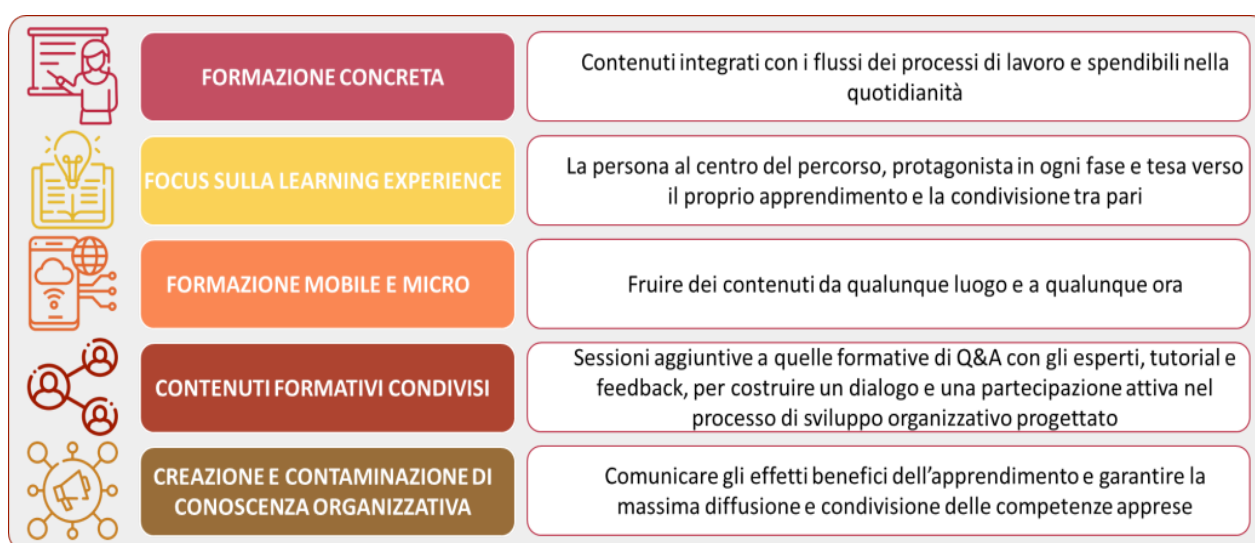 FORMAZIONE CONCRETA
Contenuti integrati con i flussi dei processi di lavoro e spendibili nella
quotidianità
FOCUS SULLA LEARNING EXPERIENCE
La persona al centro del percorso, protagonista in ogni fase e tesa verso
il proprio apprendimento e la condivisione tra pari
FORMAZIONE MOBILE E MICRO
Fruire dei contenuti da qualunque luogo e a qualunque ora
CONTENUTI FORMATIVI CONDIVISI
Sessioni aggiuntive a quelle formative di Q&A con gli esperti, tutorial e
feedback, per costruire un dialogo e una partecipazione attiva nel
processo di sviluppo organizzativo progettato
CREAZIONE E CONTAMINAZIONE DI
CONOSCENZA ORGANIZZATIVA
Comunicare gli effetti benefici dell’apprendimento e garantire la
massima diffusione e condivisione delle competenze apprese